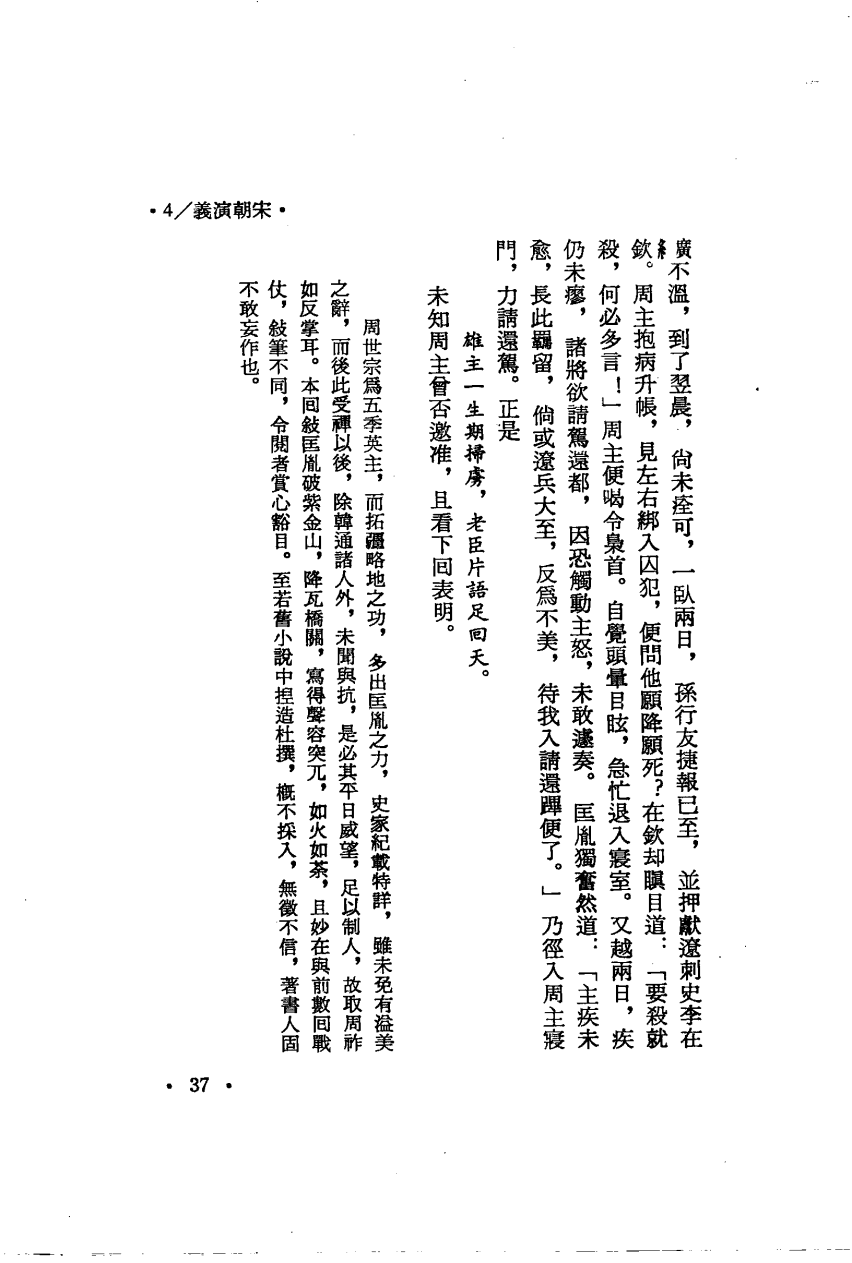 •4／義演朝宋•
廣不溫，到了翌晨，尙未痊可，一臥兩日，孫行友捷報已至，並押獻遼刺史李在
欽。周主抱病升帳，見左右綁入囚犯，便問他願降願死？在欽却瞋目道：「要殺就
殺，何必多言！」周主便喝令梟首。自覺頭暈目眩，急忙退入寢室。又越兩日，疾
仍未廖，諸將欲請駕還都，因恐觸動主怒，未敢遽奏。匡胤獨奮然道：「主疾未
愈，長此羈留，倘或遼兵大至，反爲不美，待我入請還蹕便了。」乃徑入周主寢
門，力請還駕。正是
雄主一生期掃虜，老臣片語足回天。
未知周主曾否邀准，且看下回表明。
周世宗爲五季英主，而拓疆略地之功，多出匡胤之力，史家紀載特詳，雖未免有溢美
之辭，而後此受禪以後，除韓通諸人外，未聞與抗，是必其平日威望，足以制人，故取周祚
如反掌耳。本回敍匡胤破紫金山，降瓦橋關，寫得聲容突兀，如火如荼，且妙在與前數回戰
仗，敍筆不同，令閱者賞心豁目。至若舊小說中捏造杜撰，槪不採入，無徵不信，著書人固
不敢妄作也。
• 37 •